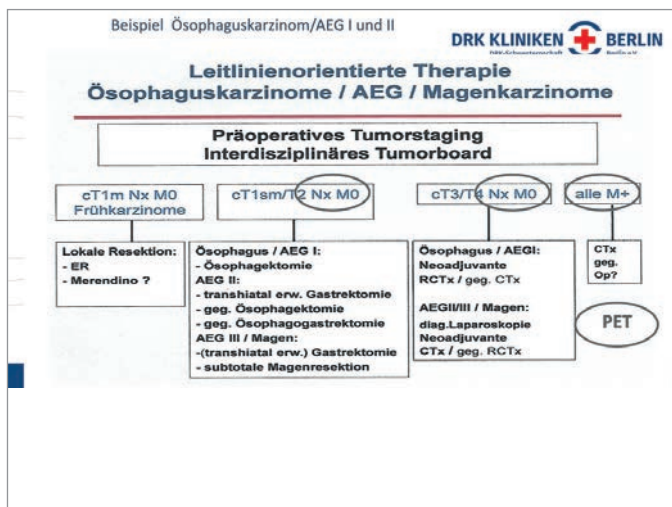 Beispiel Ösophaguskarzinom/AEG I und II
DRK KLINIKEN BERLIN
DRK-Schwesternschaft Berlin e.V.
Leitlinienorientierte Therapie
Ösophaguskarzinome / AEG / Magenkarzinome
Präoperatives Tumorstaging
Interdisziplinäres Tumorboard
cT1m Nx M0
Frühkarzinome
cT1sm/T2 Nx M0
cT3/T4 Nx M0
alle M+
Lokale Resektion:
- ER
- Merendino ?
Ösophagus / AEG I:
- Ösophagektomie
AEG II:
- transhiatal erw. Gastrektomie
- geg. Ösophagektomie
- geg. Ösophagogastrektomie
AEG III / Magen:
-(transhiatal erw.) Gastrektomie
- subtotale Magenresektion
Ösophagus / AEGI:
Neoadjuvante
RCTx / geg. CTx
AEGII/III / Magen:
diag.Laparoskopie
Neoadjuvante
CTx / geg. RCTx
CTx
geg.
Op?
PET